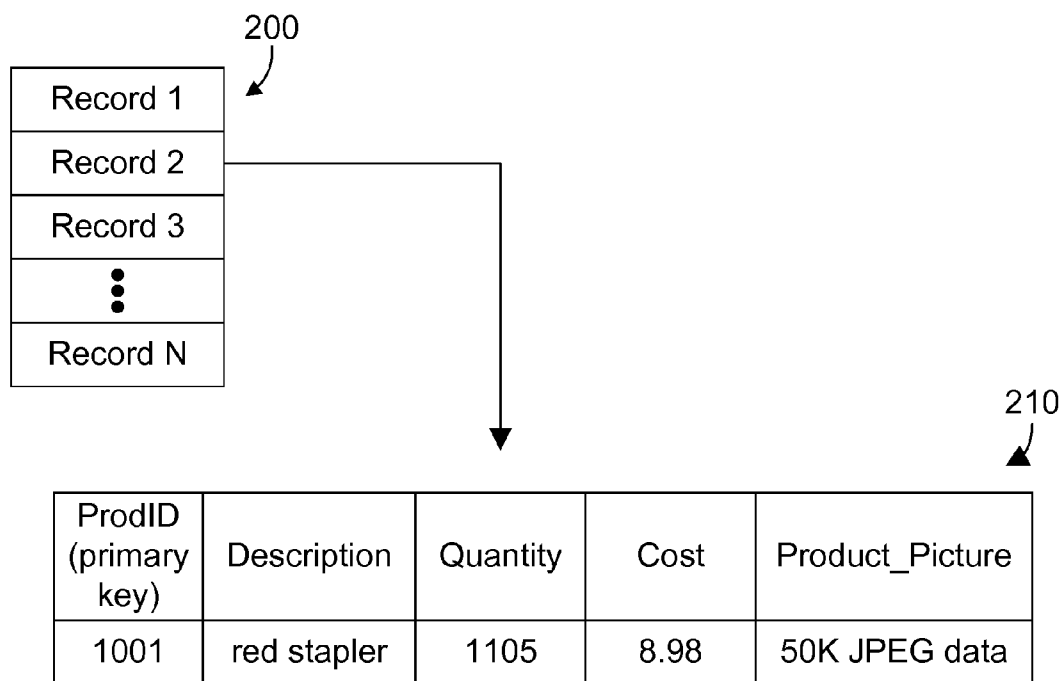 200
Record 1
Record 2
Record 3
Record N
210
ProdID
(primary
key)
Description
Quantity
Cost
Product_Picture
1001
red stapler
1105
8.98
50K JPEG data